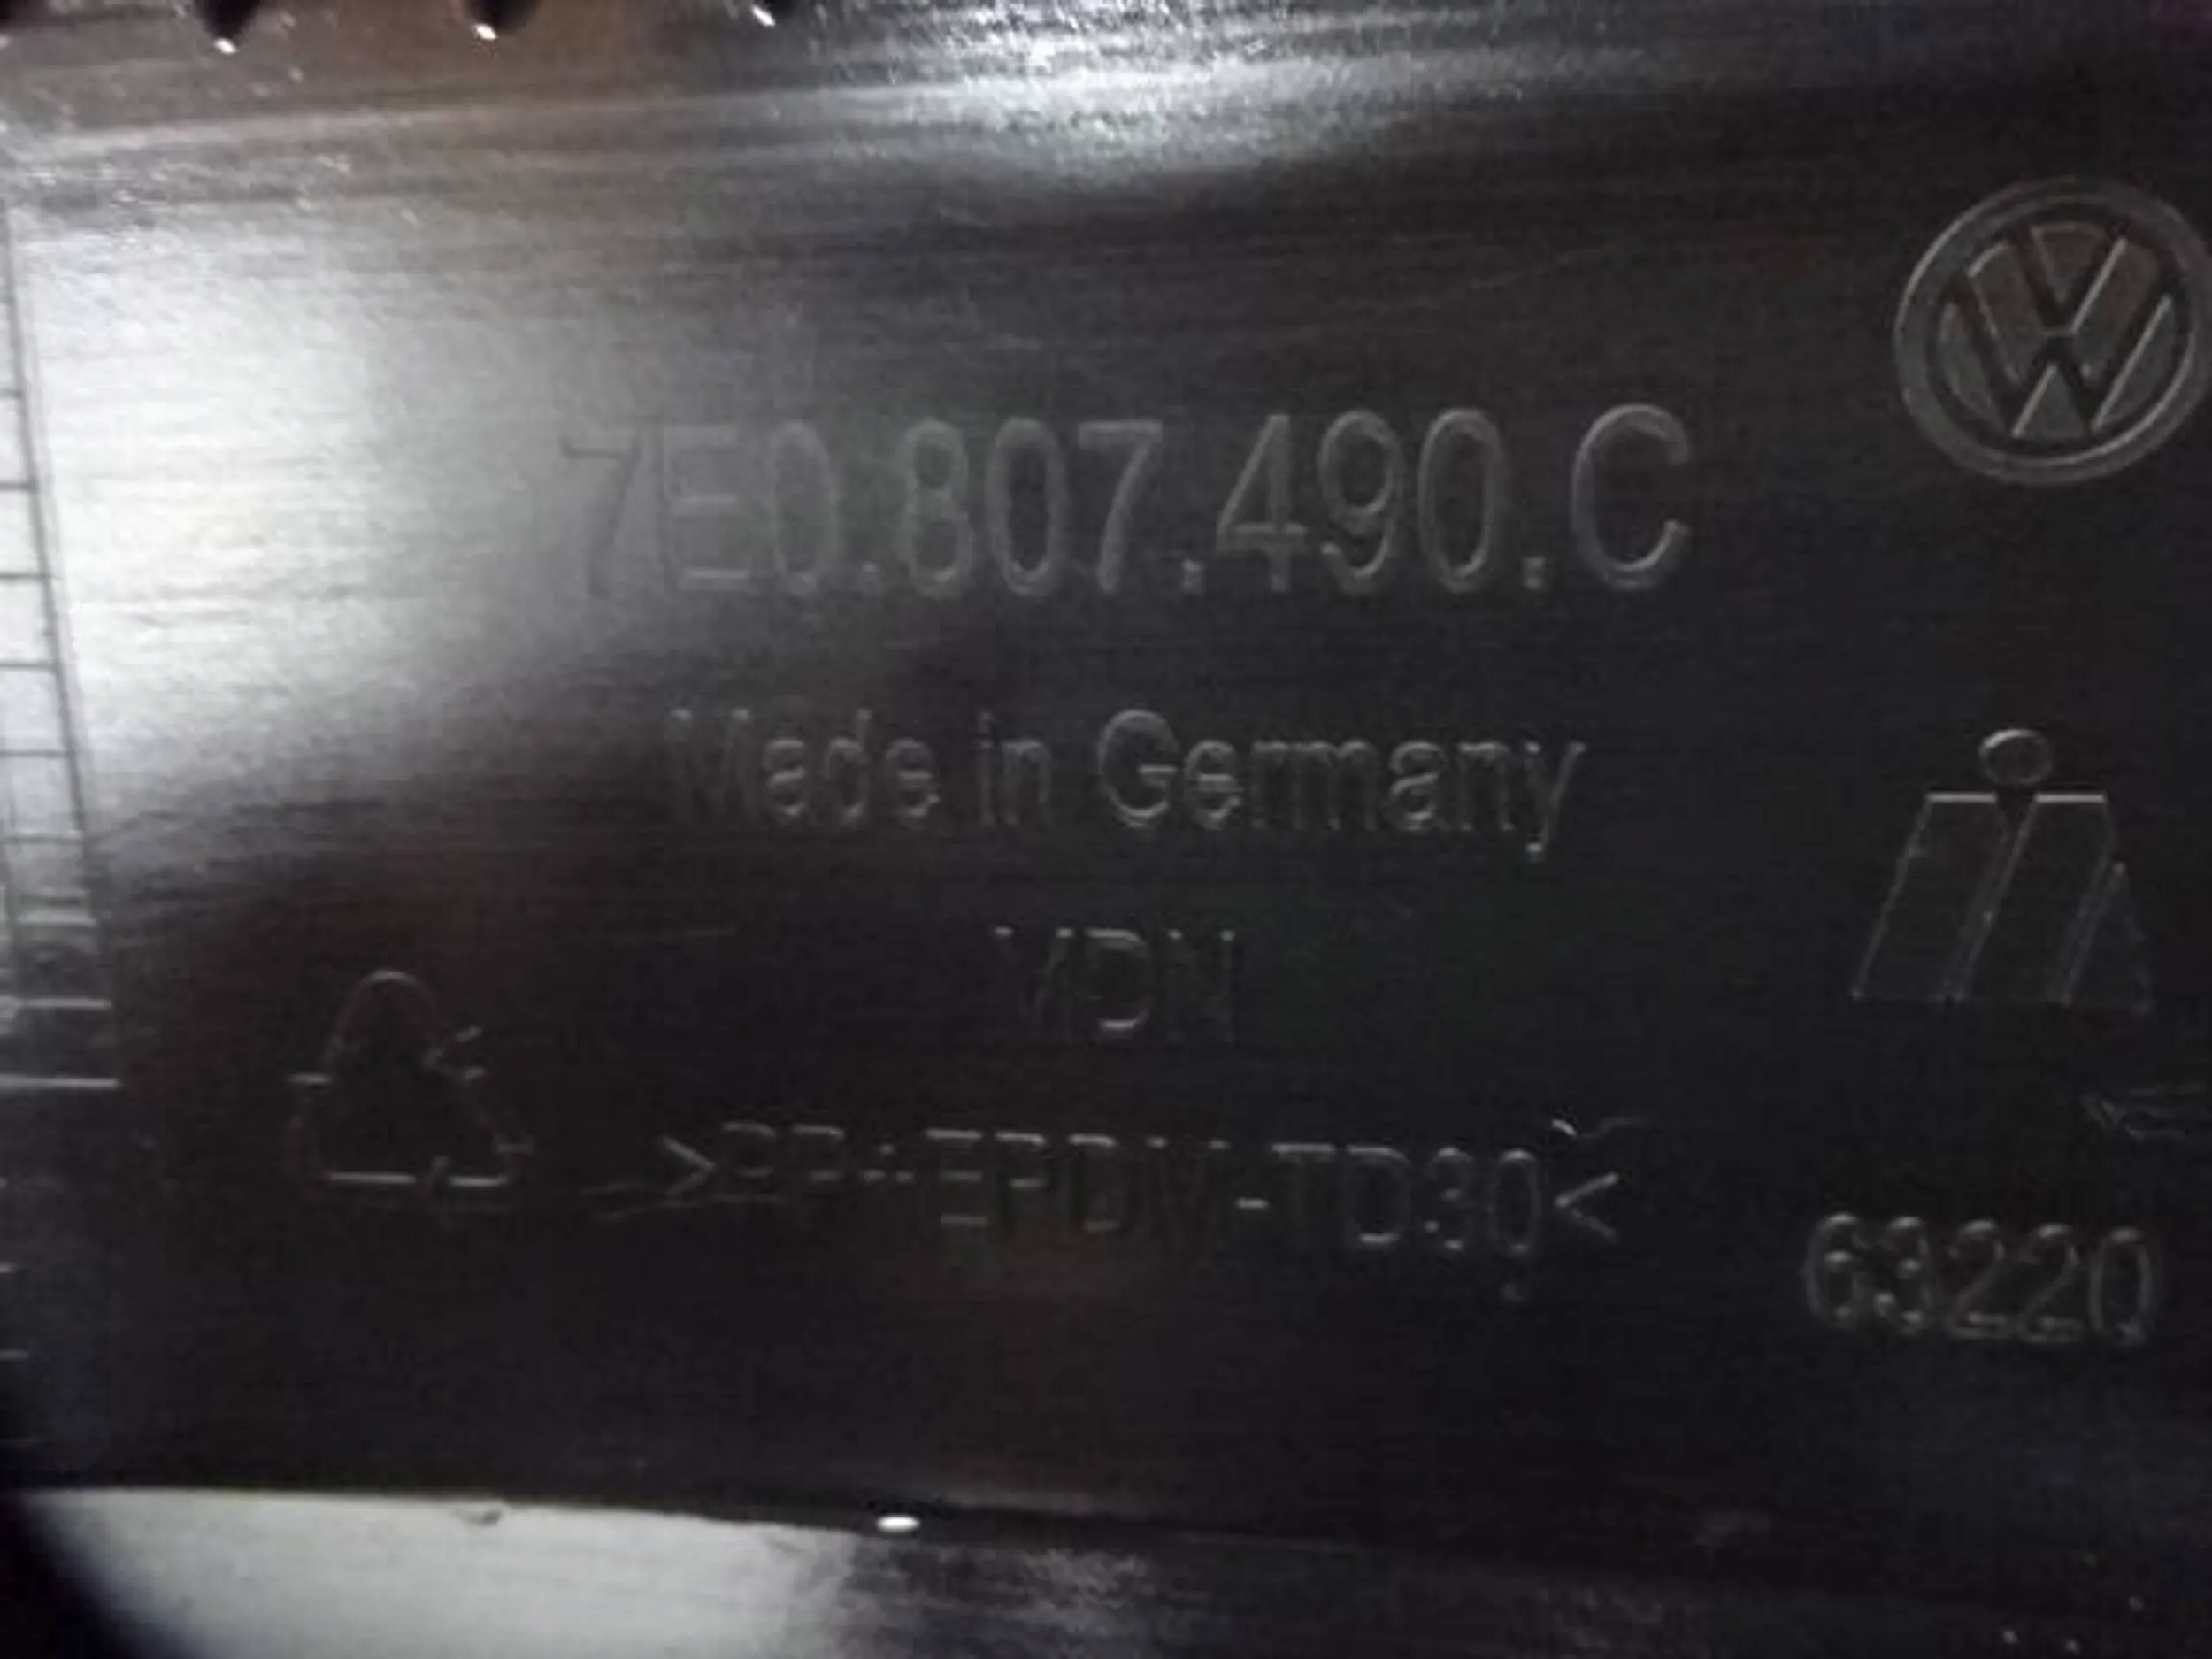 7E0.807.490.C
Made in Germany
VDN
>PP+EPDM-TD30<
63220